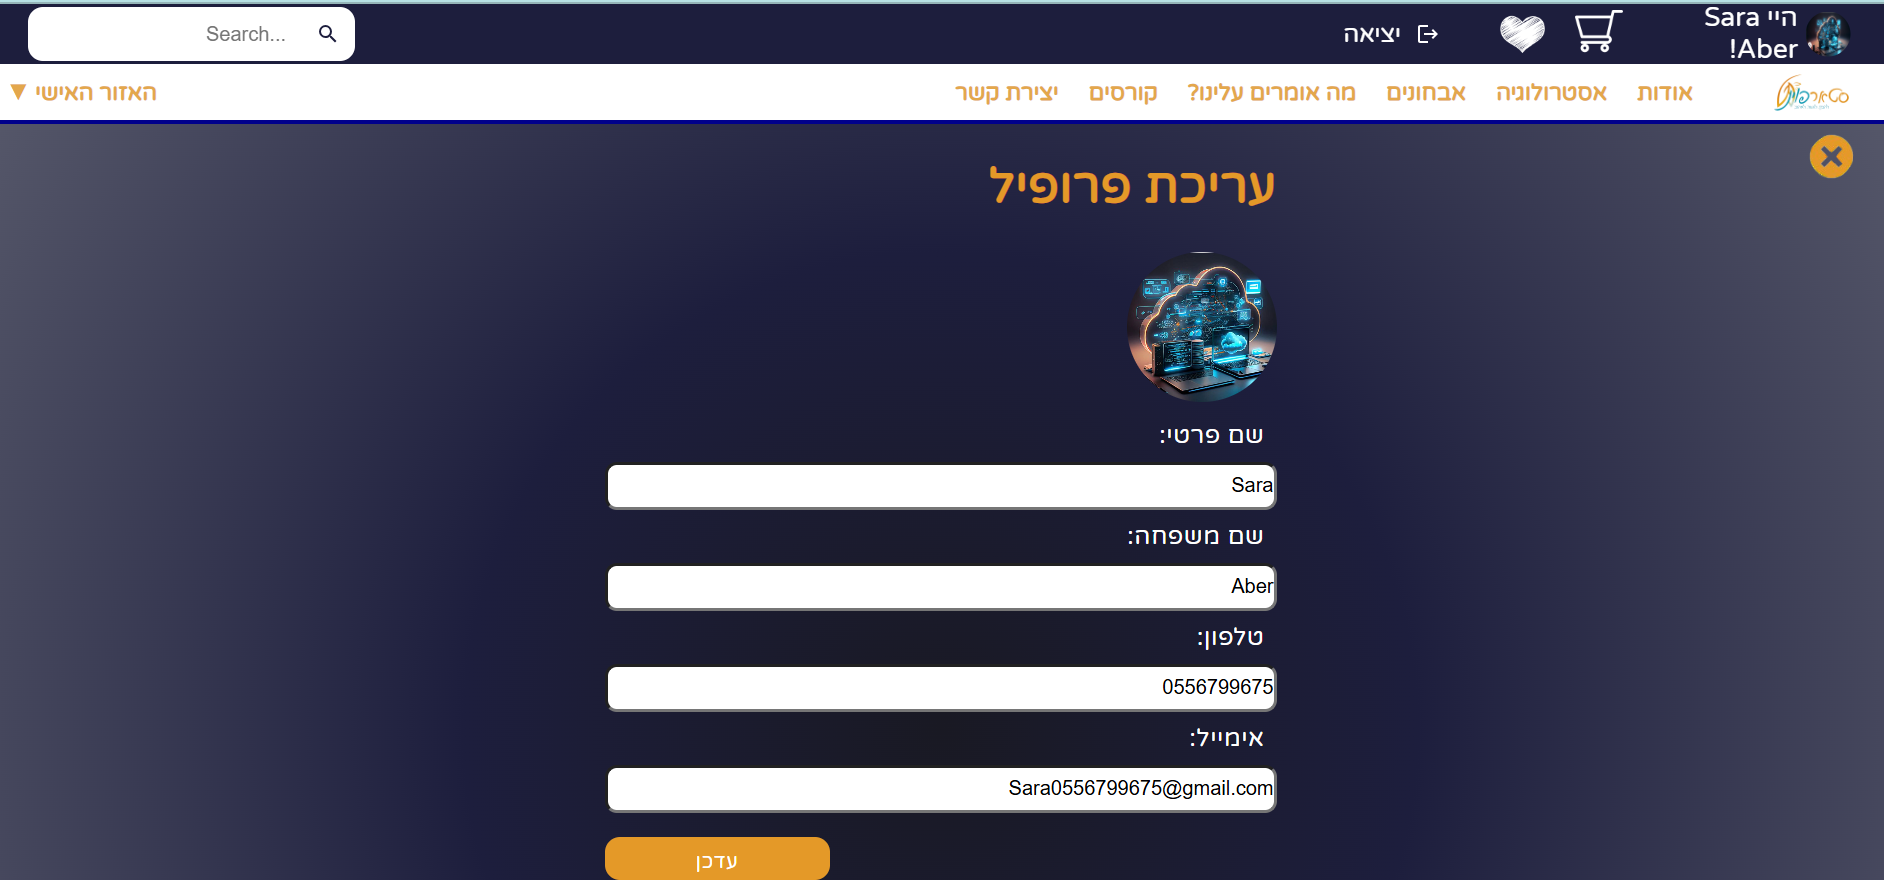 היי Sara
Aber!
יציאה
Search...
סטארפוינט
אודות
אסטרולוגיה
אבחונים
מה אומרים עלינו?
קורסים
יצירת קשר
האזור האישי ▼
עריכת פרופיל
שם פרטי:
Sara
שם משפחה:
Aber
טלפון:
0556799675
אימייל:
Sara0556799675@gmail.com
עדכן